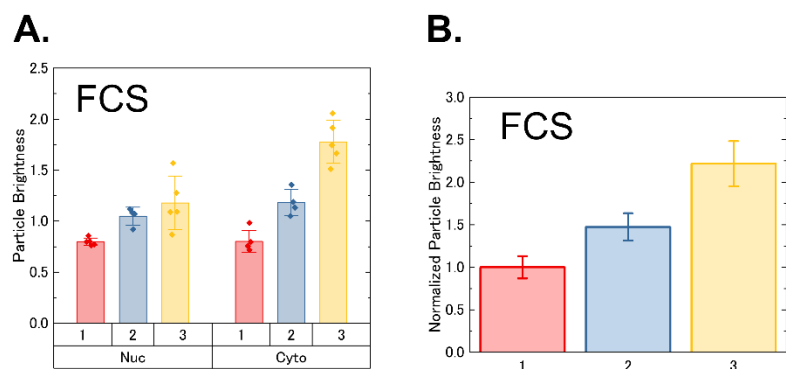 A.
FCS
Particle Brightness
2.5
2.0
1.5
1.0
0.5
0.0
1 2 3 1 2 3
Nuc Cyto
B.
FCS
Normalized Particle Brightness
3.0
2.5
2.0
1.5
1.0
0.5
0.0
1 2 3